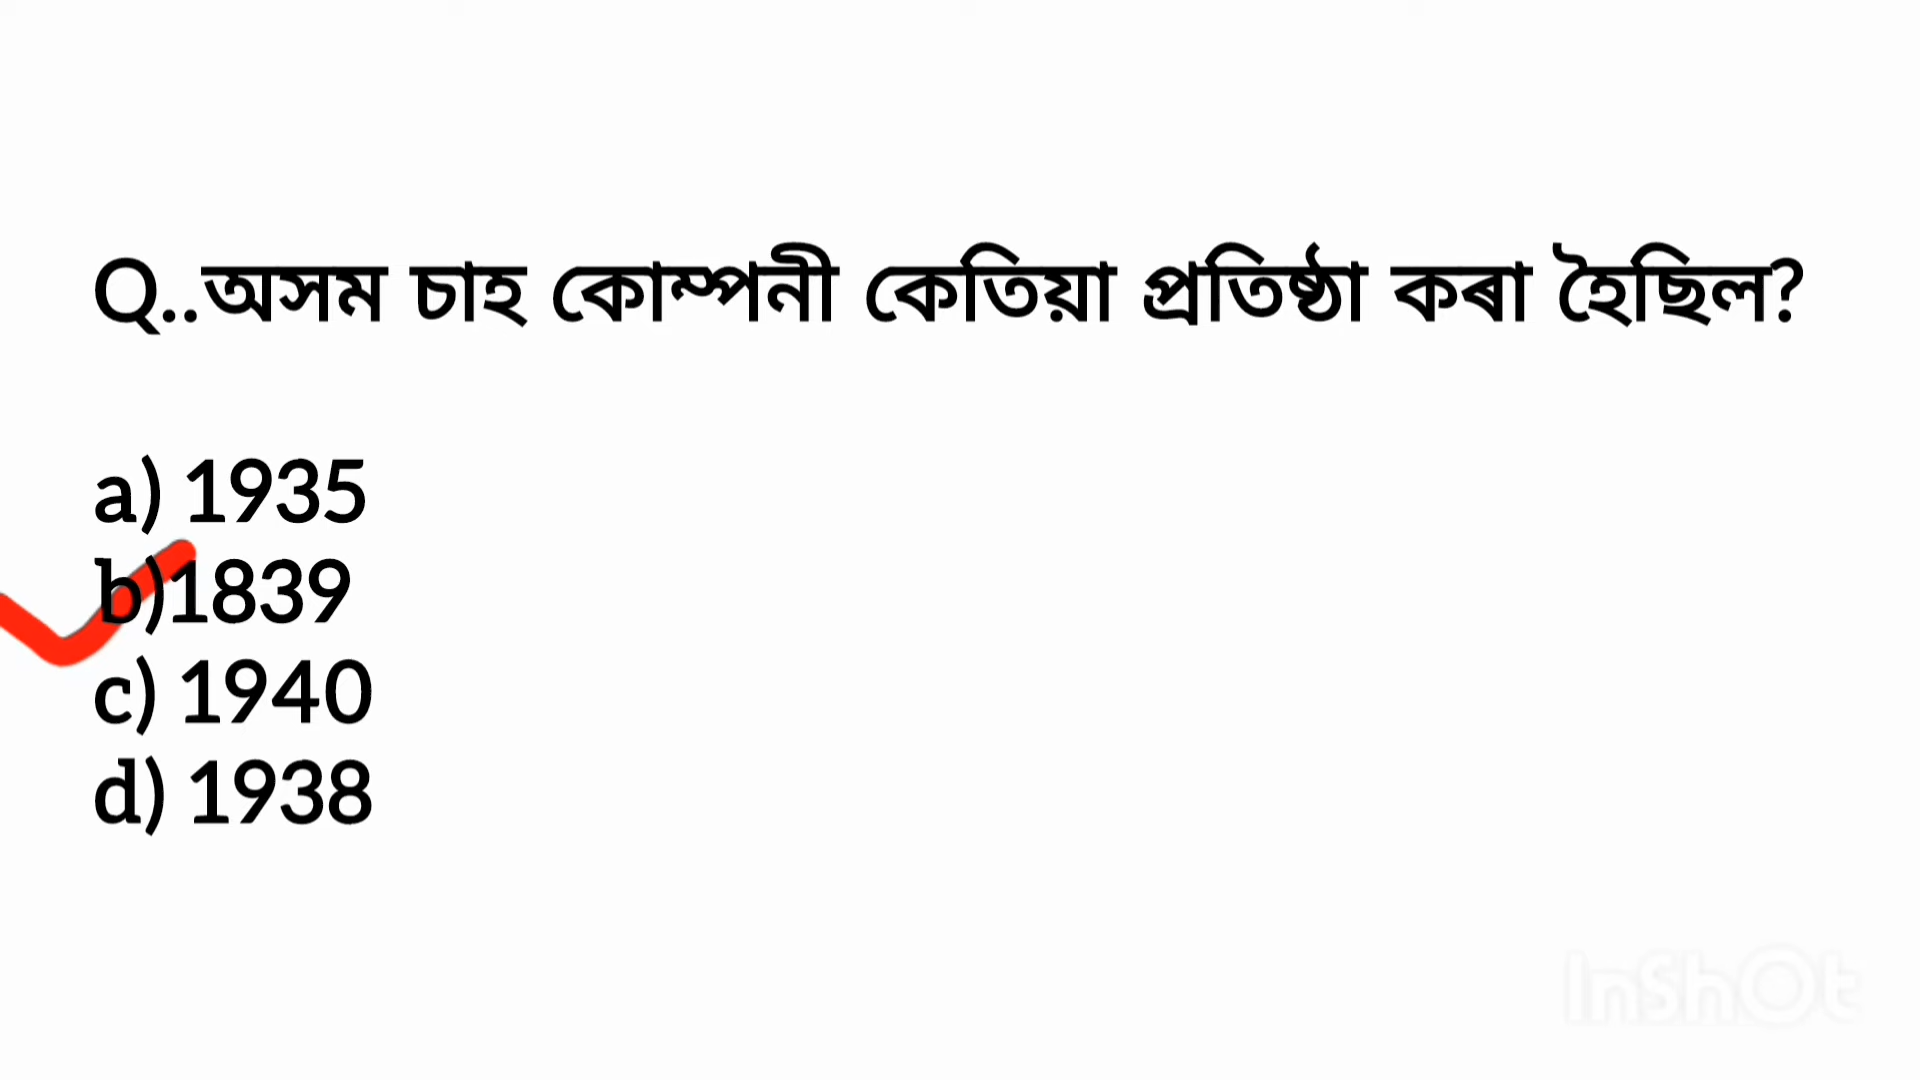 Q..অসম চাহ কোম্পনী কেতিয়া প্ৰতিষ্ঠা কৰা হৈছিল?
a) 1935
b)1839
c) 1940
d) 1938
InShOt